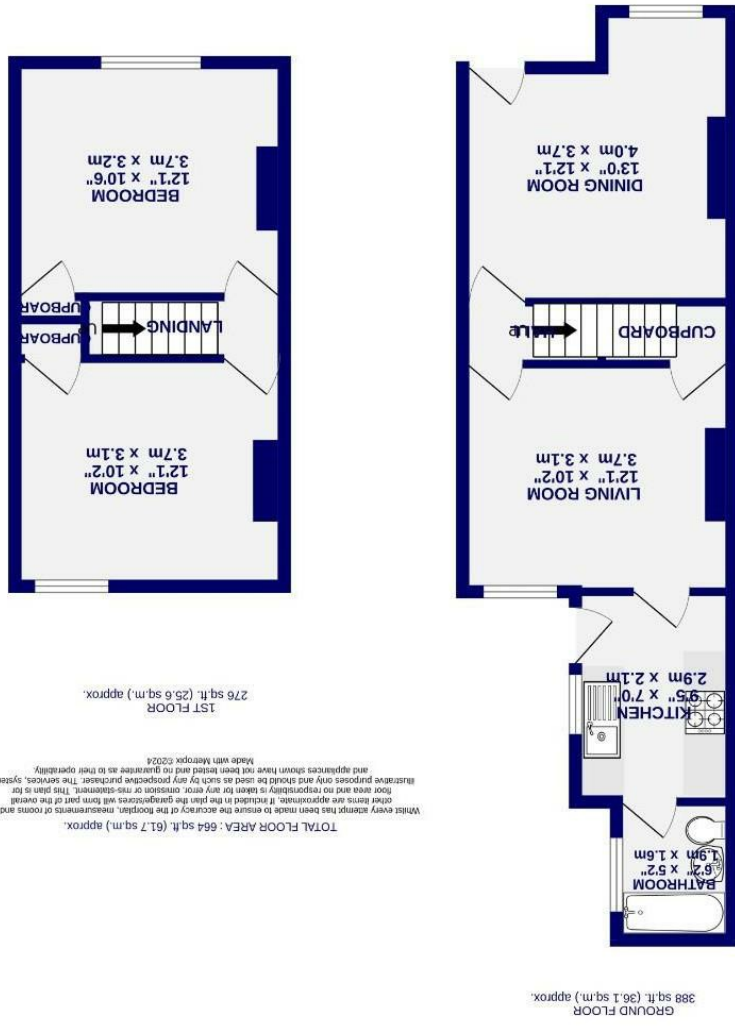 GROUND FLOOR
388 sq.ft. (36.1 sq.m.) approx.
BATHROOM
6'2" x 5'2"
1.9m x 1.6m
KITCHEN
9'5" x 7'0"
2.9m x 2.1m
LIVING ROOM
12'1" x 10'2"
3.7m x 3.1m
CUPBOARD
HALL
UP
DINING ROOM
13'0" x 12'1"
4.0m x 3.7m
TOTAL FLOOR AREA : 664 sq.ft. (61.7 sq.m.) approx.
Whilst every attempt has been made to ensure the accuracy of the floorplan, measurements of rooms and
other items are approximate. If included in the plan the garage/stores will form part of the overall
floor area and no responsibility is taken for any error, omission or mis-statement. This plan is for
illustrative purposes only and should be used as such by any prospective purchaser. The services, syste
and appliances shown have not been tested and no guarantee as to their operability.
Made with Metropix ©2024
1ST FLOOR
276 sq.ft. (25.6 sq.m.) approx.
BEDROOM
12'1" x 10'2"
3.7m x 3.1m
LANDING
CUPBOAR
CUPBOAR
BEDROOM
12'1" x 10'6"
3.7m x 3.2m